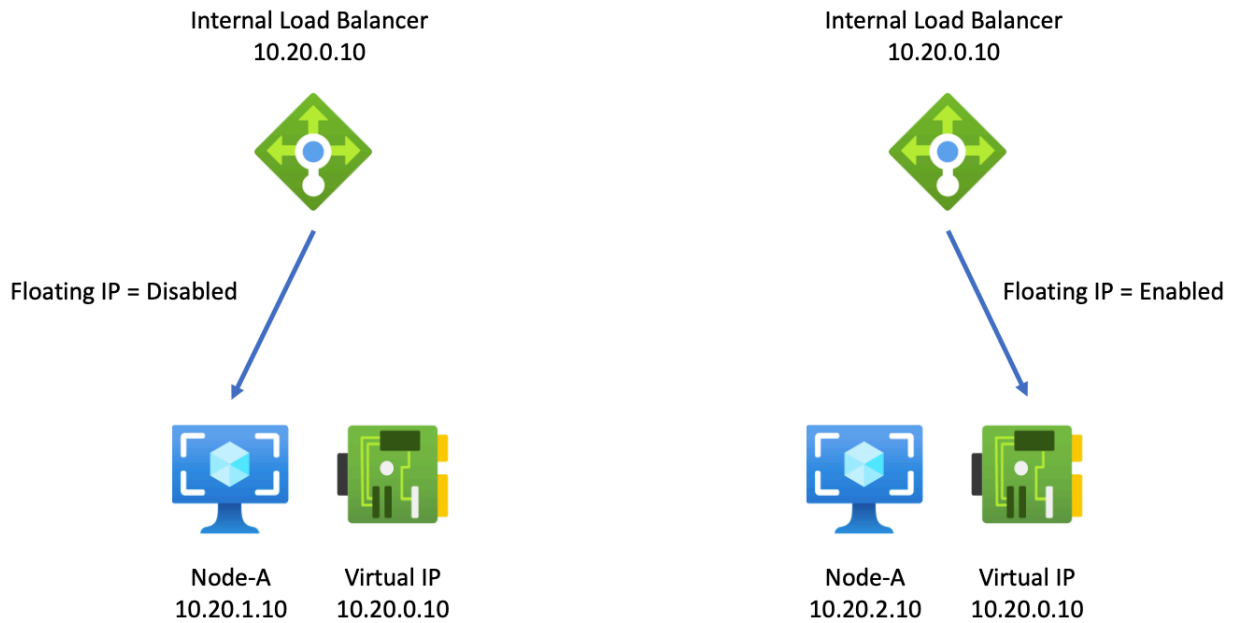 Internal Load Balancer
10.20.0.10
Internal Load Balancer
10.20.0.10
Floating IP = Disabled
Floating IP = Enabled
Node-A
10.20.1.10
Virtual IP
10.20.0.10
Node-A
10.20.2.10
Virtual IP
10.20.0.10